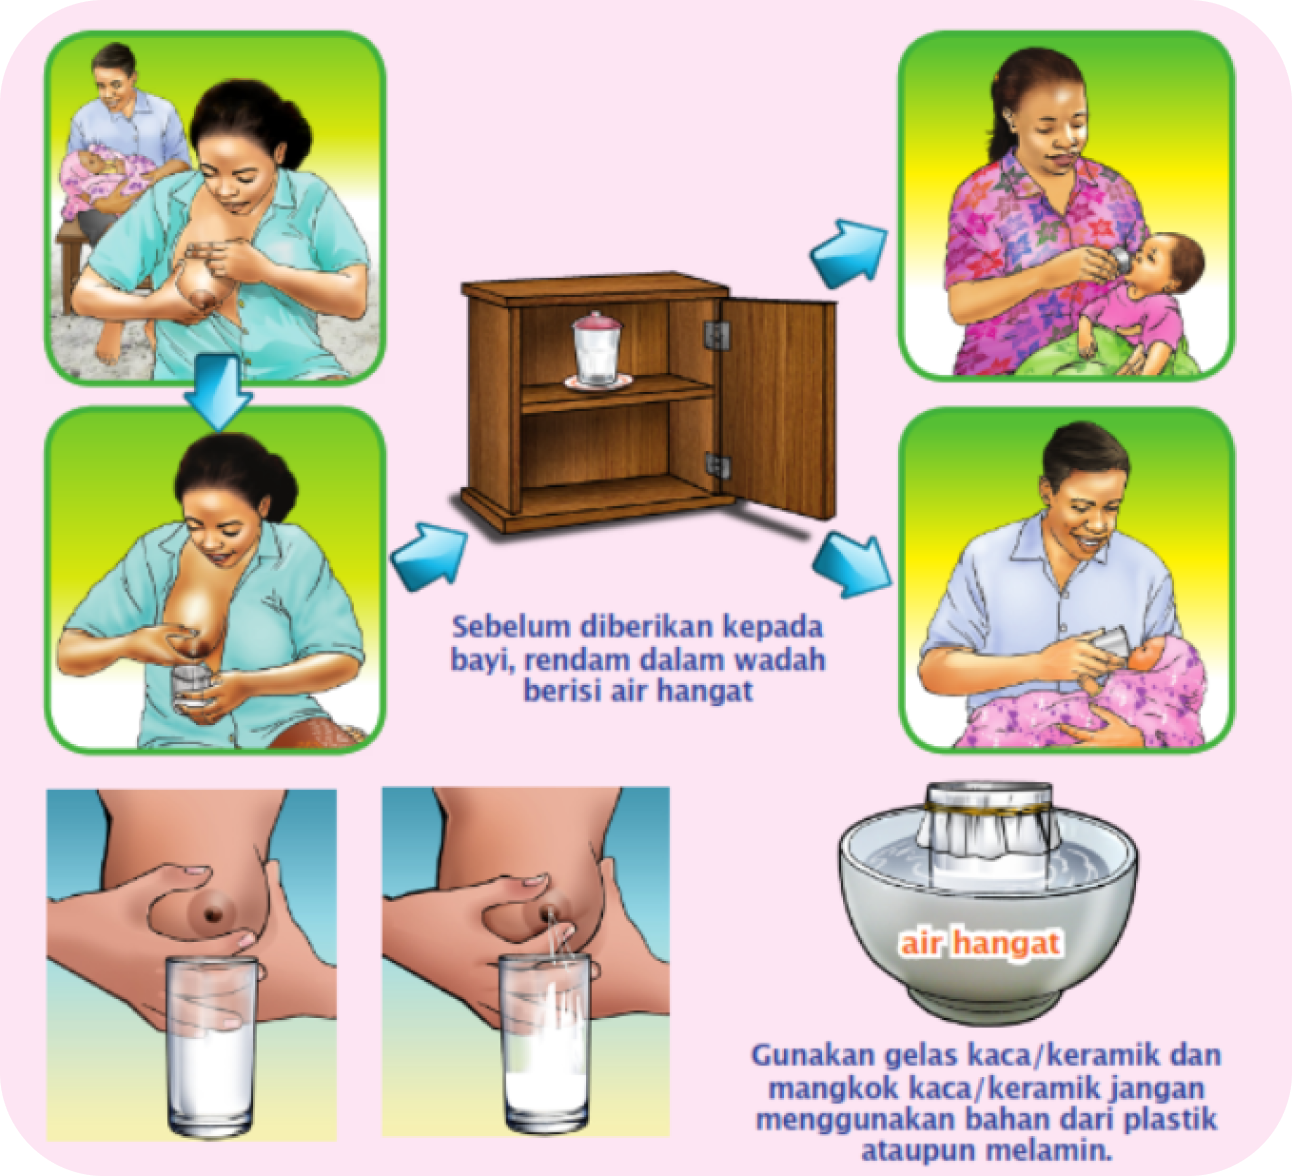 Sebelum diberikan kepada
bayi, rendam dalam wadah
berisi air hangat
air hangat
Gunakan gelas kaca/keramik dan
mangkok kaca/keramik jangan
menggunakan bahan dari plastik
ataupun melamin.